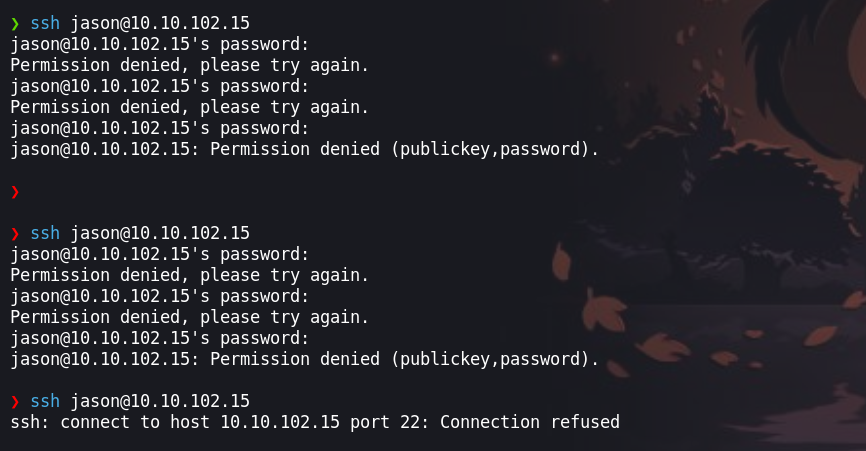 ❯ ssh jason@10.10.102.15
jason@10.10.102.15's password:
Permission denied, please try again.
jason@10.10.102.15's password:
Permission denied, please try again.
jason@10.10.102.15's password:
jason@10.10.102.15: Permission denied (publickey,password).
❯
❯ ssh jason@10.10.102.15
jason@10.10.102.15's password:
Permission denied, please try again.
jason@10.10.102.15's password:
Permission denied, please try again.
jason@10.10.102.15's password:
jason@10.10.102.15: Permission denied (publickey,password).
❯ ssh jason@10.10.102.15
ssh: connect to host 10.10.102.15 port 22: Connection refused